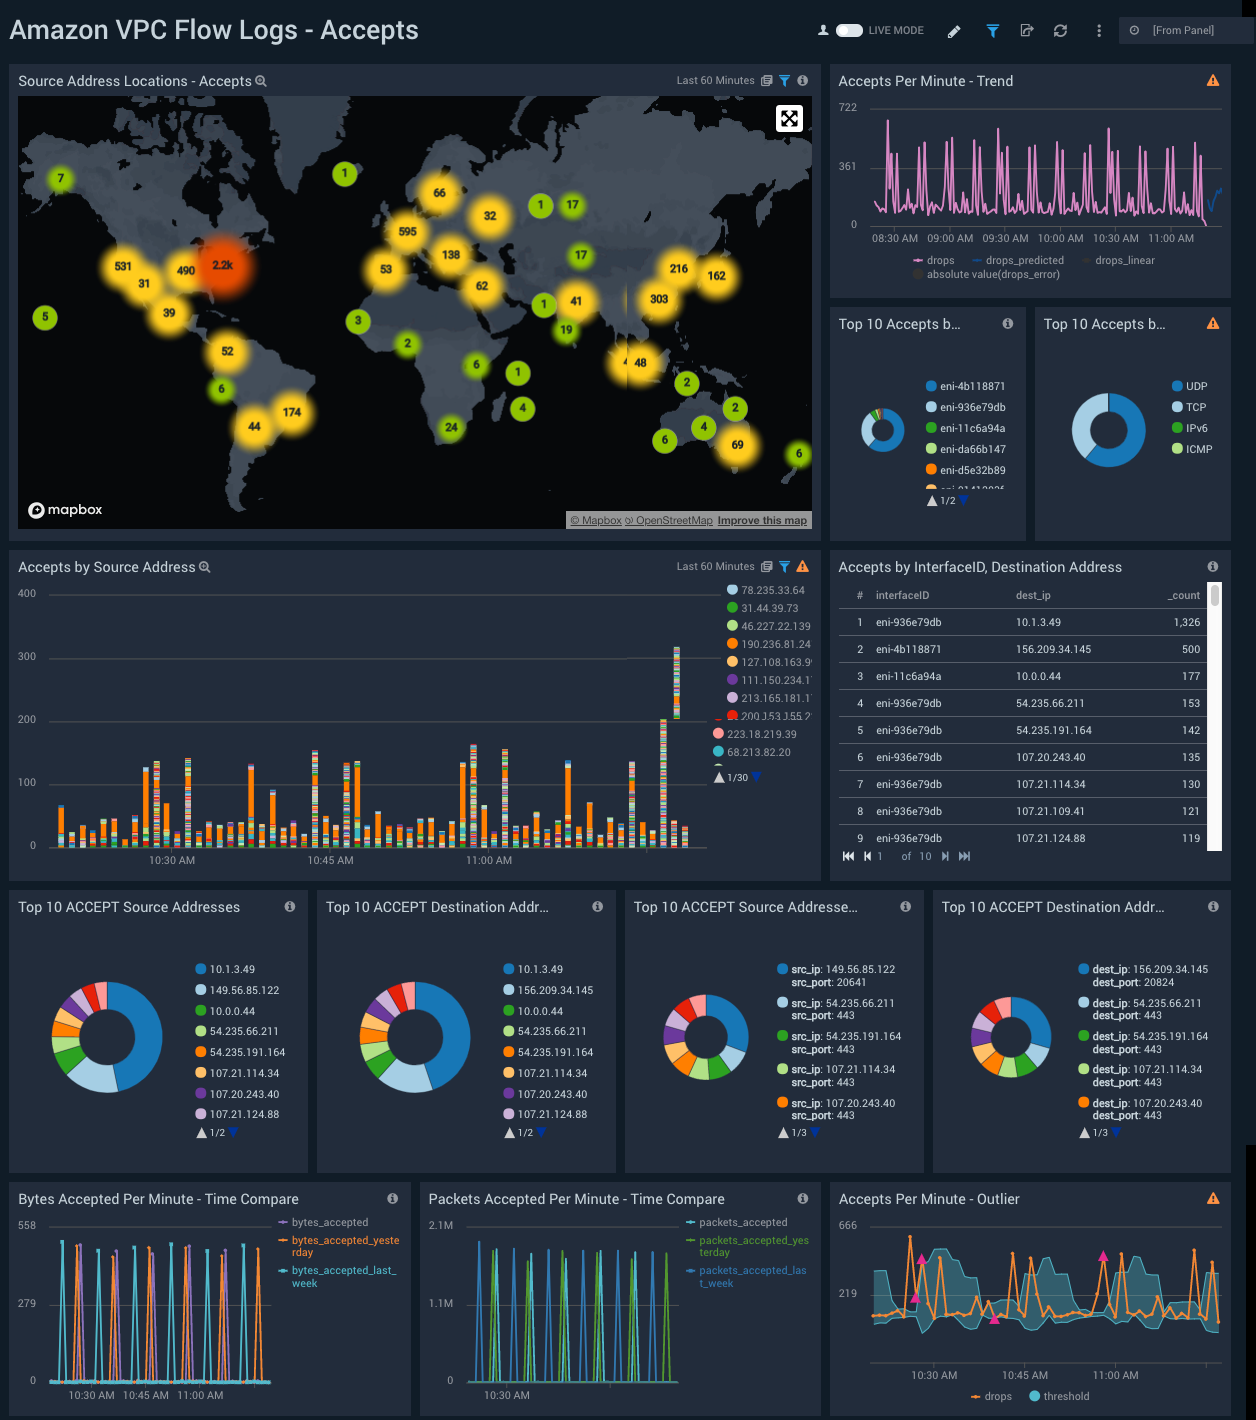 Amazon VPC Flow Logs - Accepts
LIVE MODE
[From Panel]
Source Address Locations - Accepts
Last 60 Minutes
7
1
66
1
17
32
595
138
17
531
31
490
2.2k
53
62
216
162
303
41
1
19
5
39
3
2
52
6
6
1
4
48
2
174
44
24
4
2
6
69
6
mapbox
© Mapbox © OpenStreetMap Improve this map
Accepts Per Minute - Trend
722
361
0
08:30 AM 09:00 AM 09:30 AM 10:00 AM 10:30 AM 11:00 AM
drops drops_predicted drops_linear
absolute value(drops_error)
Top 10 Accepts b...
eni-4b118871
eni-936e79db
eni-11c6a94a
eni-da66b147
eni-d5e32b89
1/2
Top 10 Accepts b...
UDP
TCP
IPv6
ICMP
Accepts by Source Address
Last 60 Minutes
400
300
200
100
0
10:30 AM 10:45 AM 11:00 AM
78.235.33.64
31.44.39.73
46.227.22.139
190.236.81.24
127.108.163.9
111.150.234.1
213.165.181.1
200.153.155.2
223.18.219.39
68.213.82.20
1/30
Accepts by InterfaceID, Destination Address
# interfaceID dest_ip _count
1 eni-936e79db 10.1.3.49 1,326
2 eni-4b118871 156.209.34.145 500
3 eni-11c6a94a 10.0.0.44 177
4 eni-936e79db 54.235.66.211 153
5 eni-936e79db 54.235.191.164 142
6 eni-936e79db 107.20.243.40 135
7 eni-936e79db 107.21.114.34 130
8 eni-936e79db 107.21.109.41 121
9 eni-936e79db 107.21.124.88 119
1 of 10
Top 10 ACCEPT Source Addresses
10.1.3.49
149.56.85.122
10.0.0.44
54.235.66.211
54.235.191.164
107.21.114.34
107.20.243.40
107.21.124.88
1/2
Top 10 ACCEPT Destination Addr...
10.1.3.49
156.209.34.145
10.0.0.44
54.235.66.211
54.235.191.164
107.21.114.34
107.20.243.40
107.21.124.88
1/2
Top 10 ACCEPT Source Addresse...
src_ip: 149.56.85.122
src_port: 20641
src_ip: 54.235.66.211
src_port: 443
src_ip: 54.235.191.164
src_port: 443
src_ip: 107.21.114.34
src_port: 443
src_ip: 107.20.243.40
src_port: 443
1/3
Top 10 ACCEPT Destination Addr...
dest_ip: 156.209.34.145
dest_port: 20824
dest_ip: 54.235.66.211
dest_port: 443
dest_ip: 54.235.191.164
dest_port: 443
dest_ip: 107.21.114.34
dest_port: 443
dest_ip: 107.20.243.40
dest_port: 443
1/3
Bytes Accepted Per Minute - Time Compare
558
279
0
10:30 AM 10:45 AM 11:00 AM
bytes_accepted
bytes_accepted_yeste
rday
bytes_accepted_last_
week
Packets Accepted Per Minute - Time Compare
2.1M
1.1M
0
10:30 AM
packets_accepted
packets_accepted_yes
terday
packets_accepted_las
t_week
Accepts Per Minute - Outlier
666
219
10:30 AM 10:45 AM 11:00 AM
drops threshold